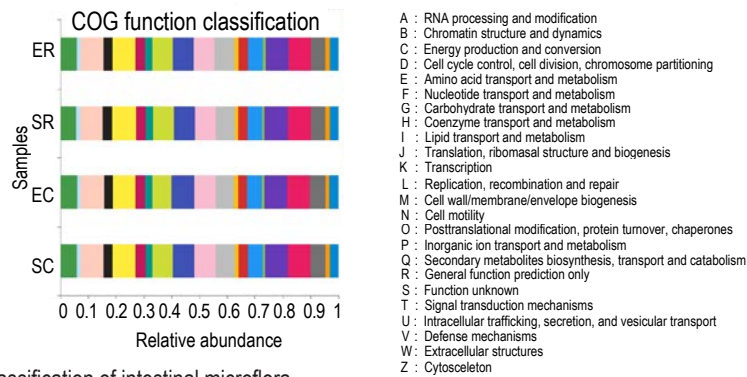 COG function classification
ER
SR
EC
SC
Samples
0 0.1 0.2 0.3 0.4 0.5 0.6 0.7 0.8 0.9 1
Relative abundance
A : RNA processing and modification
B : Chromatin structure and dynamics
C : Energy production and conversion
D : Cell cycle control, cell division, chromosome partitioning
E : Amino acid transport and metabolism
F : Nucleotide transport and metabolism
G : Carbohydrate transport and metabolism
H : Coenzyme transport and metabolism
I : Lipid transport and metabolism
J : Translation, ribomasal structure and biogenesis
K : Transcription
L : Replication, recombination and repair
M : Cell wall/membrane/envelope biogenesis
N : Cell motility
O : Posttranslational modification, protein turnover, chaperones
P : Inorganic ion transport and metabolism
Q : Secondary metabolites biosynthesis, transport and catabolism
R : General function prediction only
S : Function unknown
T : Signal transduction mechanisms
U : Intracellular trafficking, secretion, and vesicular transport
V : Defense mechanisms
W : Extracellular structures
Z : Cytosceleton
of intestinal microflora